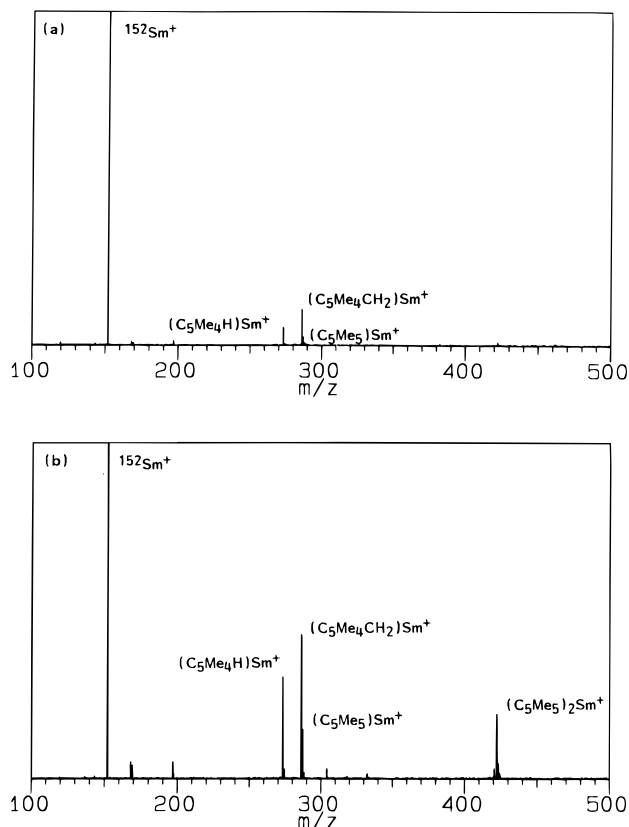 (a)
152Sm+
(C5Me4CH2)Sm+
(C5Me4H)Sm+
(C5Me5)Sm+
100 200 300 400 500
m/z
(b)
152Sm+
(C5Me4CH2)Sm+
(C5Me4H)Sm+
(C5Me5)Sm+
(C5Me5)2Sm+
100 200 300 400 500
m/z